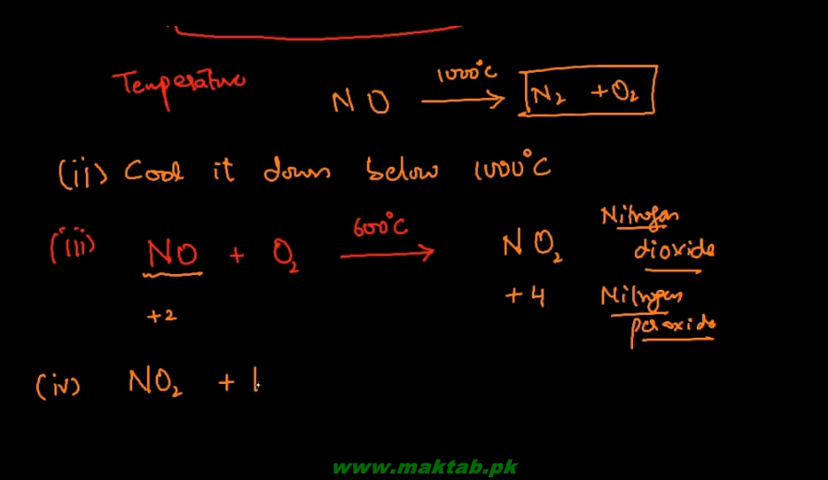 Temperature
NO 1000°C → N₂ + O₂
(ii) Cool it down below 1000°C
(iii) NO + O₂ 600°C → NO₂ Nitrogen dioxide
+2 +4 Nitrogen peroxide
(iv) NO₂ +
www.maktab.pk